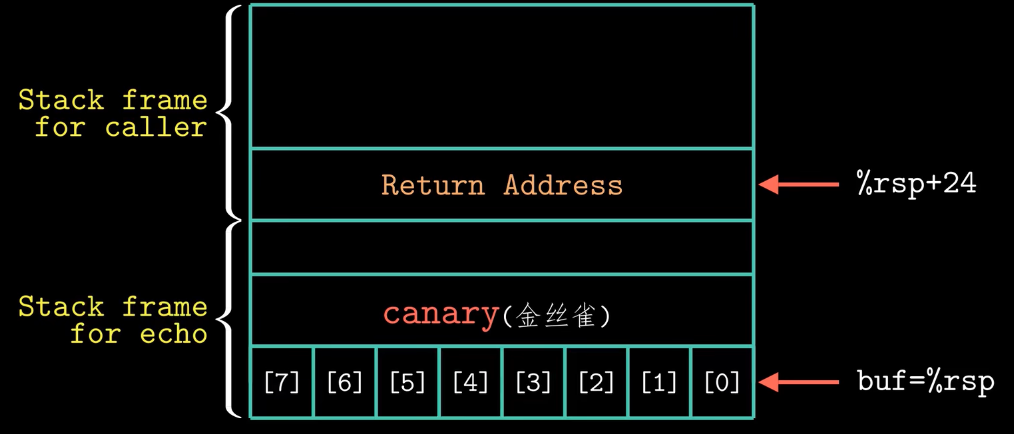 Stack frame
for caller
Return Address
%rsp+24
Stack frame
for echo
canary(金丝雀)
[7] [6] [5] [4] [3] [2] [1] [0]
buf=%rsp